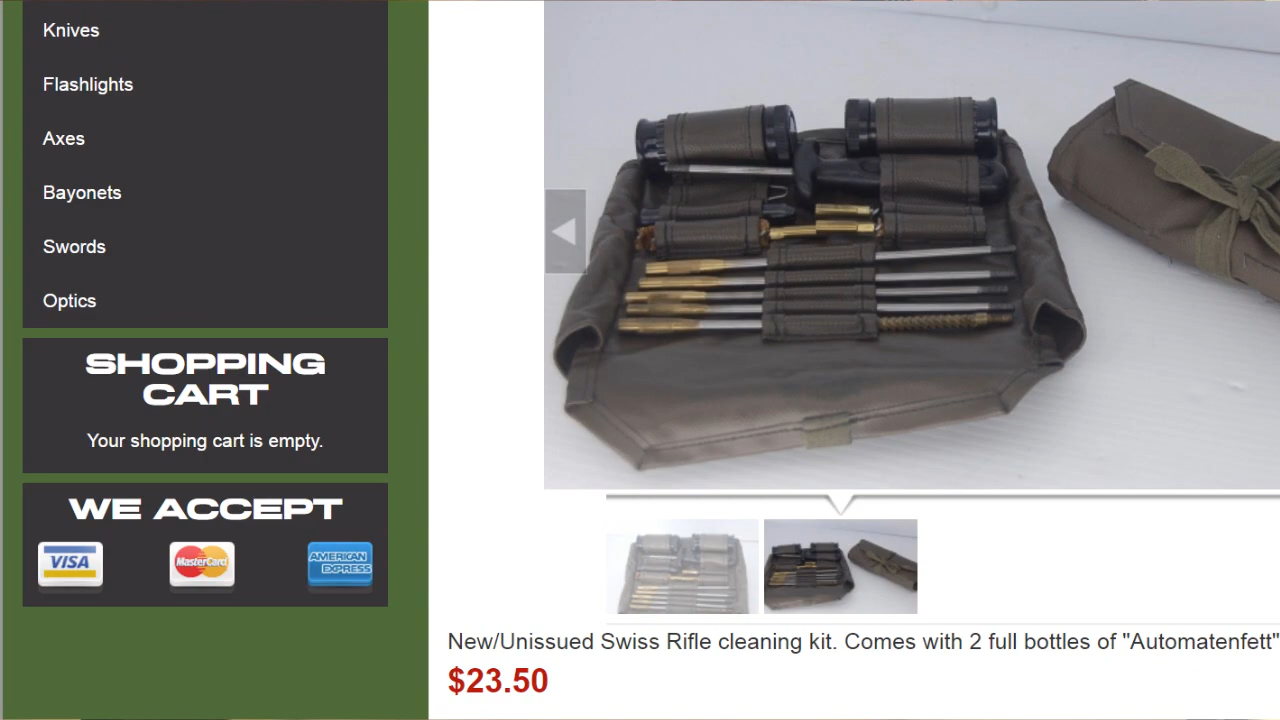 Knives
Flashlights
Axes
Bayonets
Swords
Optics
SHOPPING
CART
Your shopping cart is empty.
WE ACCEPT
VISA
MasterCard
AMERICAN
EXPRESS
New/Unissued Swiss Rifle cleaning kit. Comes with 2 full bottles of "Automatenfett"
$23.50